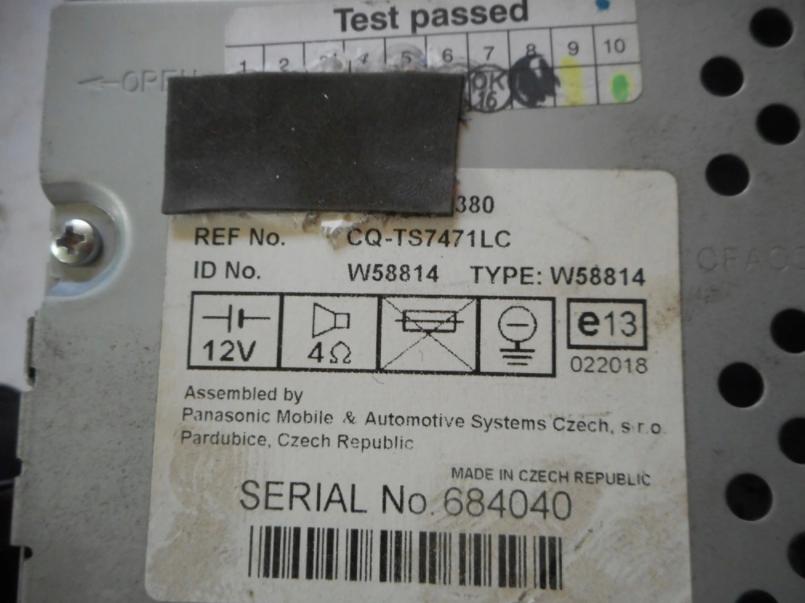 Test passed
1 2 3 4 5 6 7 8 9 10
OK
16
OPEN
380
REF No. CQ-TS7471LC
ID No. W58814 TYPE: W58814
12V 4Ω e13
022018
Assembled by
Panasonic Mobile & Automotive Systems Czech, s.r.o.
Pardubice, Czech Republic
MADE IN CZECH REPUBLIC
SERIAL No. 684040